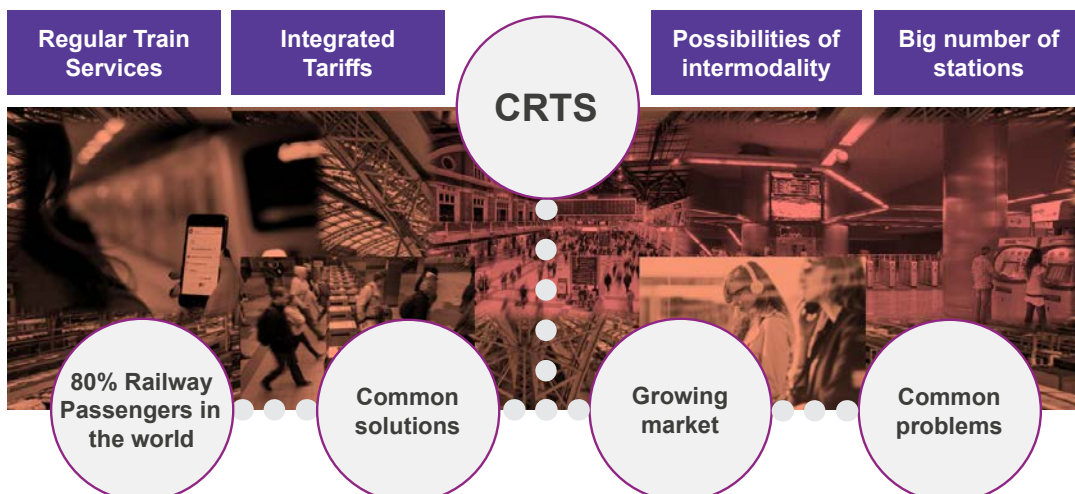 Regular Train
Services
Integrated
Tariffs
CRTS
Possibilities of
intermodality
Big number of
stations
80% Railway
Passengers in
the world
Common
solutions
Growing
market
Common
problems